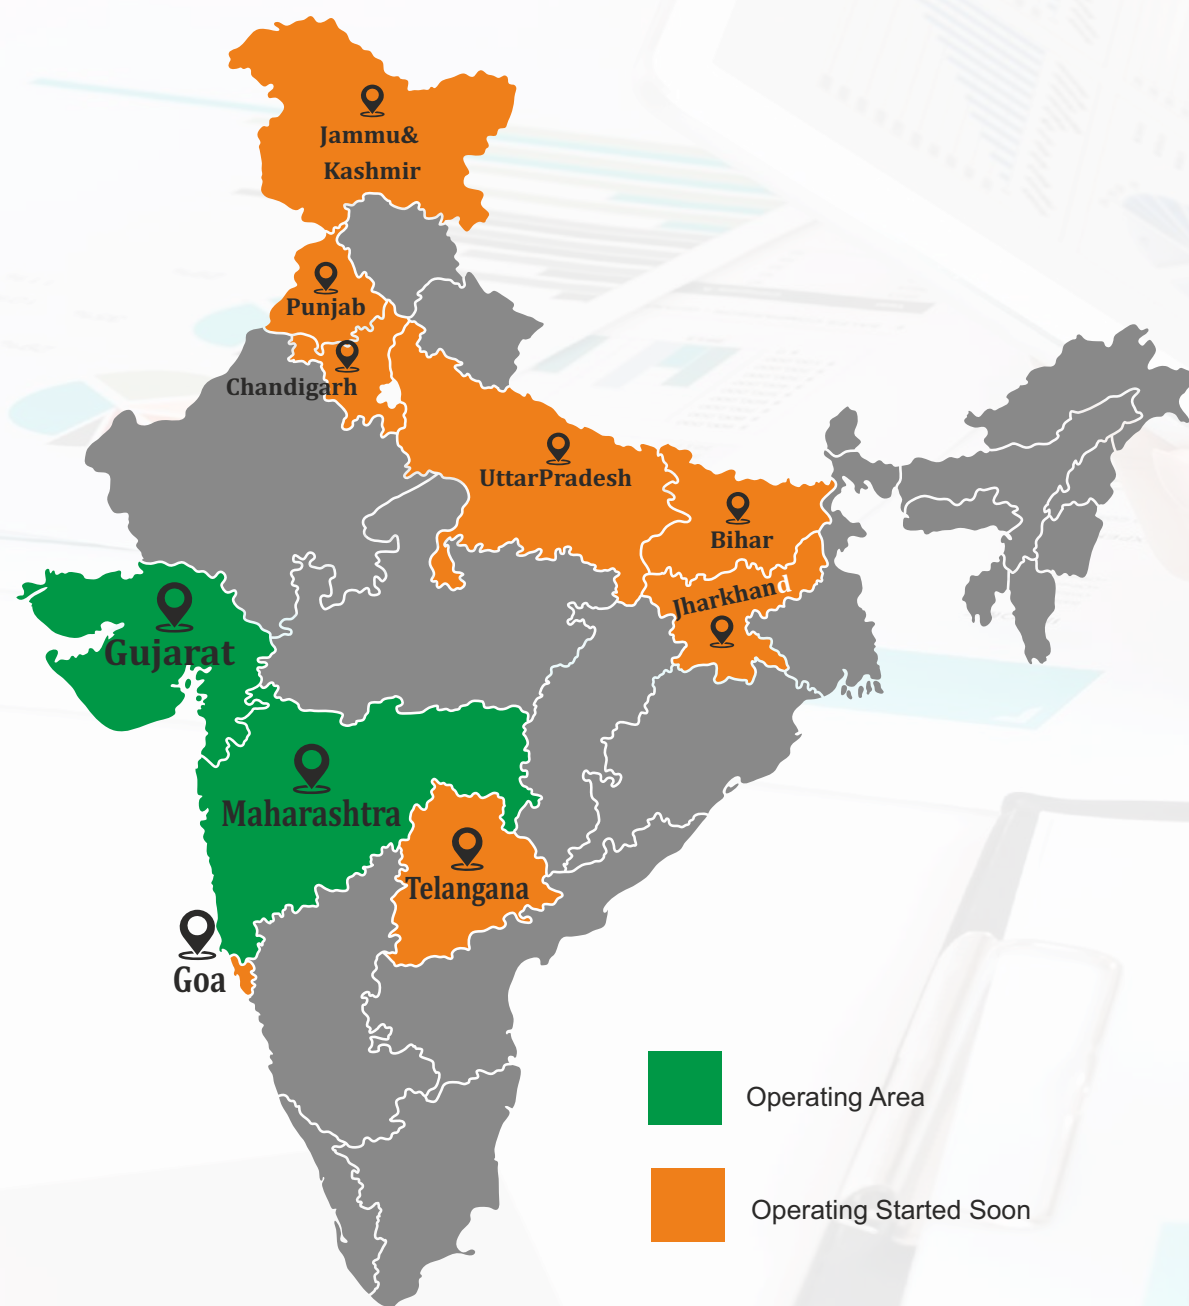 Jammu&
Kashmir
Punjab
Chandigarh
UttarPradesh
Bihar
Jharkhand
Gujarat
Maharashtra
Telangana
Goa
Operating Area
Operating Started Soon